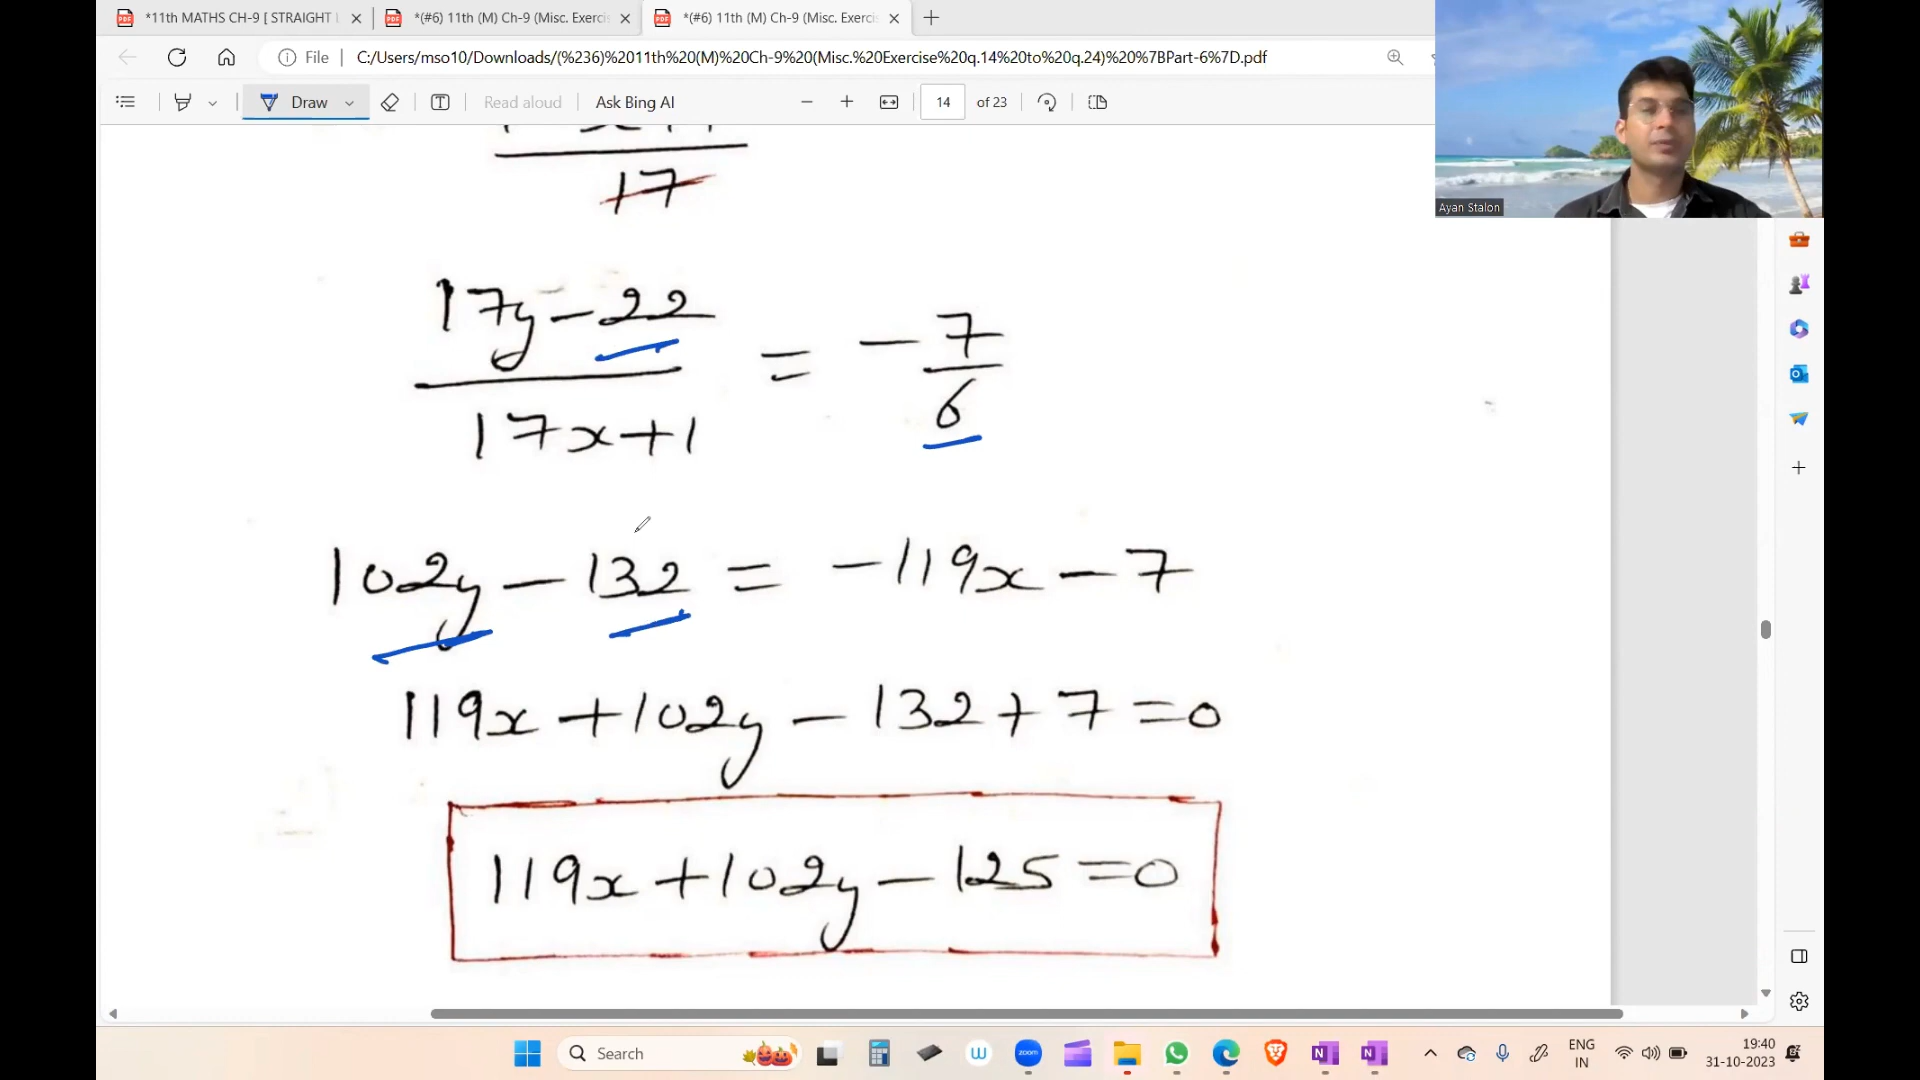 *11th MATHS CH-9 [ STRAIGHT L
*(#6) 11th (M) Ch-9 (Misc. Exerci
*(#6) 11th (M) Ch-9 (Misc. Exerci
File C:/Users/mso10/Downloads/(%236)%2011th%20(M)%20Ch-9%20(Misc.%20Exercise%20q.14%20to%20q.24)%20%7BPart-6%7D.pdf
Draw Read aloud Ask Bing AI 14 of 23
Ayan Stalon
17
17y - 22
17x + 1
= - 7
6
102y - 132 = - 119x - 7
119x + 102y - 132 + 7 = 0
119x + 102y - 125 = 0
Search
zoom
ENG
IN
19:40
31-10-2023